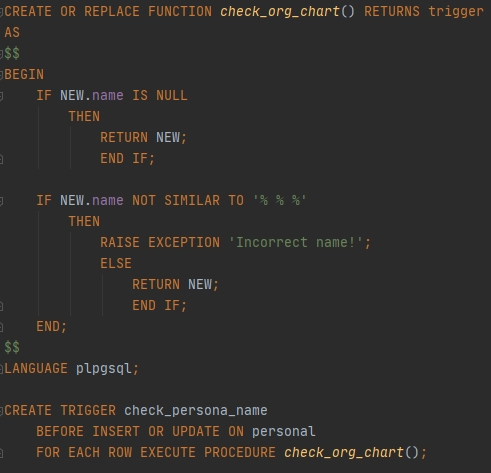 CREATE OR REPLACE FUNCTION check_org_chart() RETURNS trigger
AS
$$
BEGIN
    IF NEW.name IS NULL
        THEN
            RETURN NEW;
            END IF;

    IF NEW.name NOT SIMILAR TO '% % %'
        THEN
            RAISE EXCEPTION 'Incorrect name!';
            ELSE
                RETURN NEW;
                END IF;
    END;
$$
LANGUAGE plpgsql;

CREATE TRIGGER check_persona_name
    BEFORE INSERT OR UPDATE ON personal
    FOR EACH ROW EXECUTE PROCEDURE check_org_chart();